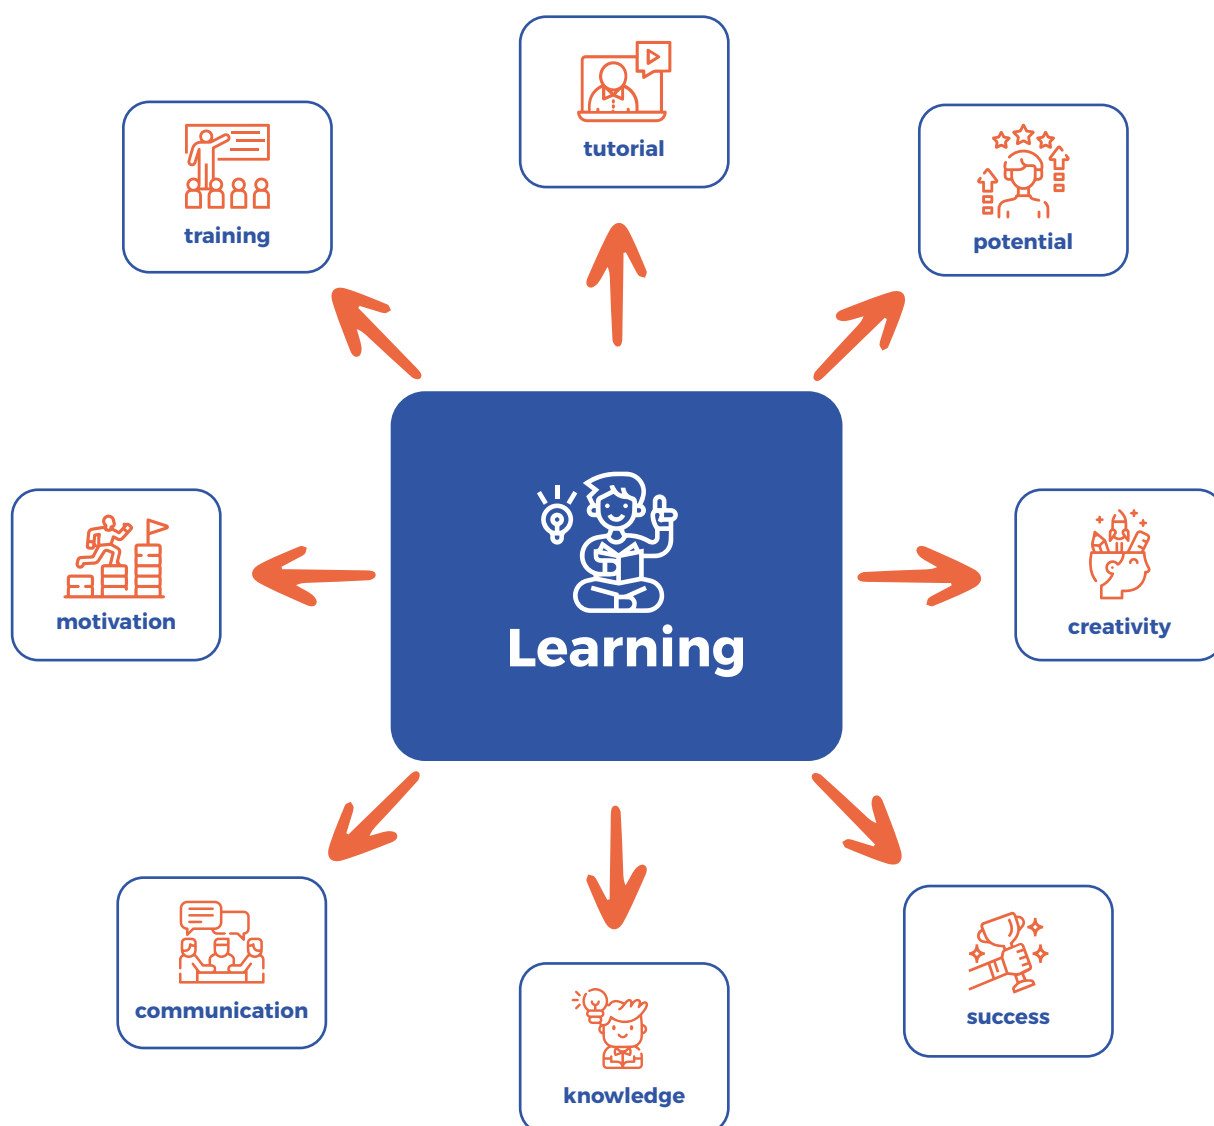 tutorial
training
potential
motivation
Learning
creativity
communication
success
knowledge